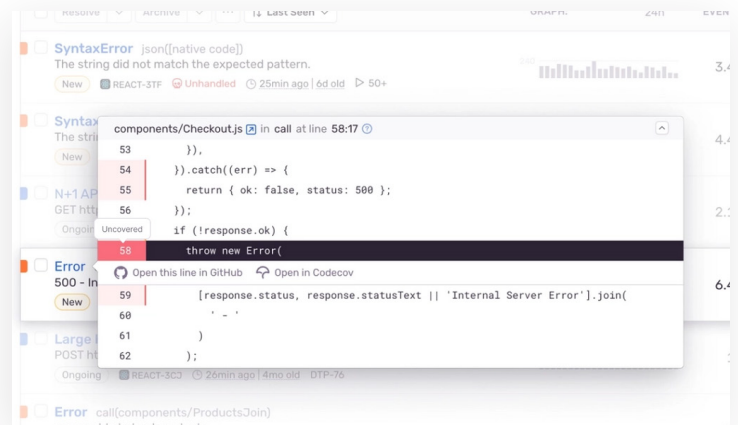 Resolve
Archive
...
Last Seen
GRAPH:
24h
EVEN
SyntaxError json([native code])
The string did not match the expected pattern.
New REACT-3TF Unhandled 25min ago | 6d old 50+
3.4
Syntax
The stri
New
4.4
components/Checkout.js in call at line 58:17
53 }),
54 }).catch((err) => {
55 return { ok: false, status: 500 };
56 });
Uncovered if (!response.ok) {
58 throw new Error(
Open this line in GitHub Open in Codecov
59 [response.status, response.statusText || 'Internal Server Error'].join(
60 ' - '
61 )
62 );
N+1 AP
GET http
Ongoin
2.
Error
500 - In
New
6.4
Large
POST ht
Ongoing REACT-3CJ 26min ago | 4mo old DTP-76
Error call(components/ProductsJoin)